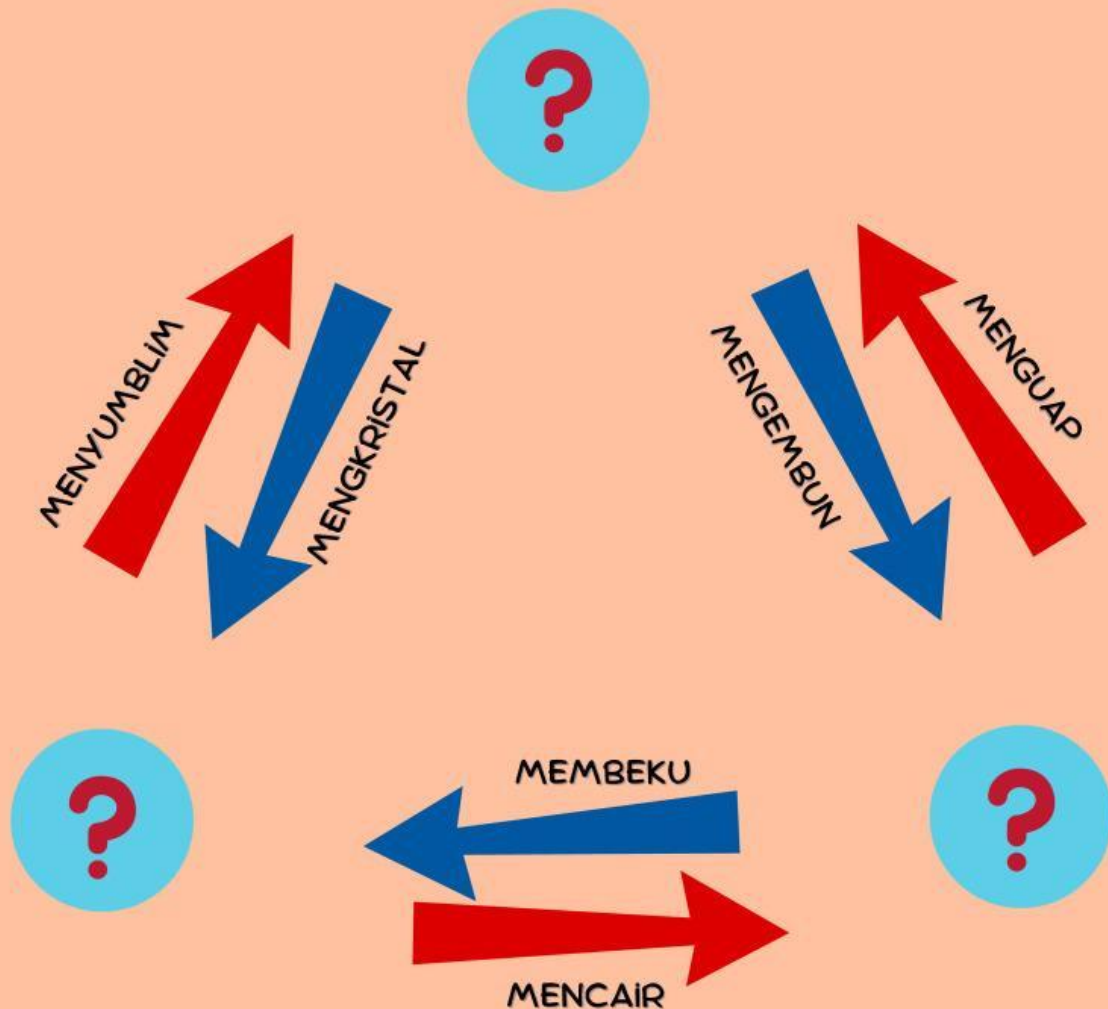 ?
MENYUMBLIM
MENGKRISTAL
MENGEMBUN
MENGUAP
?
MEMBEKU
?
MENCAIR